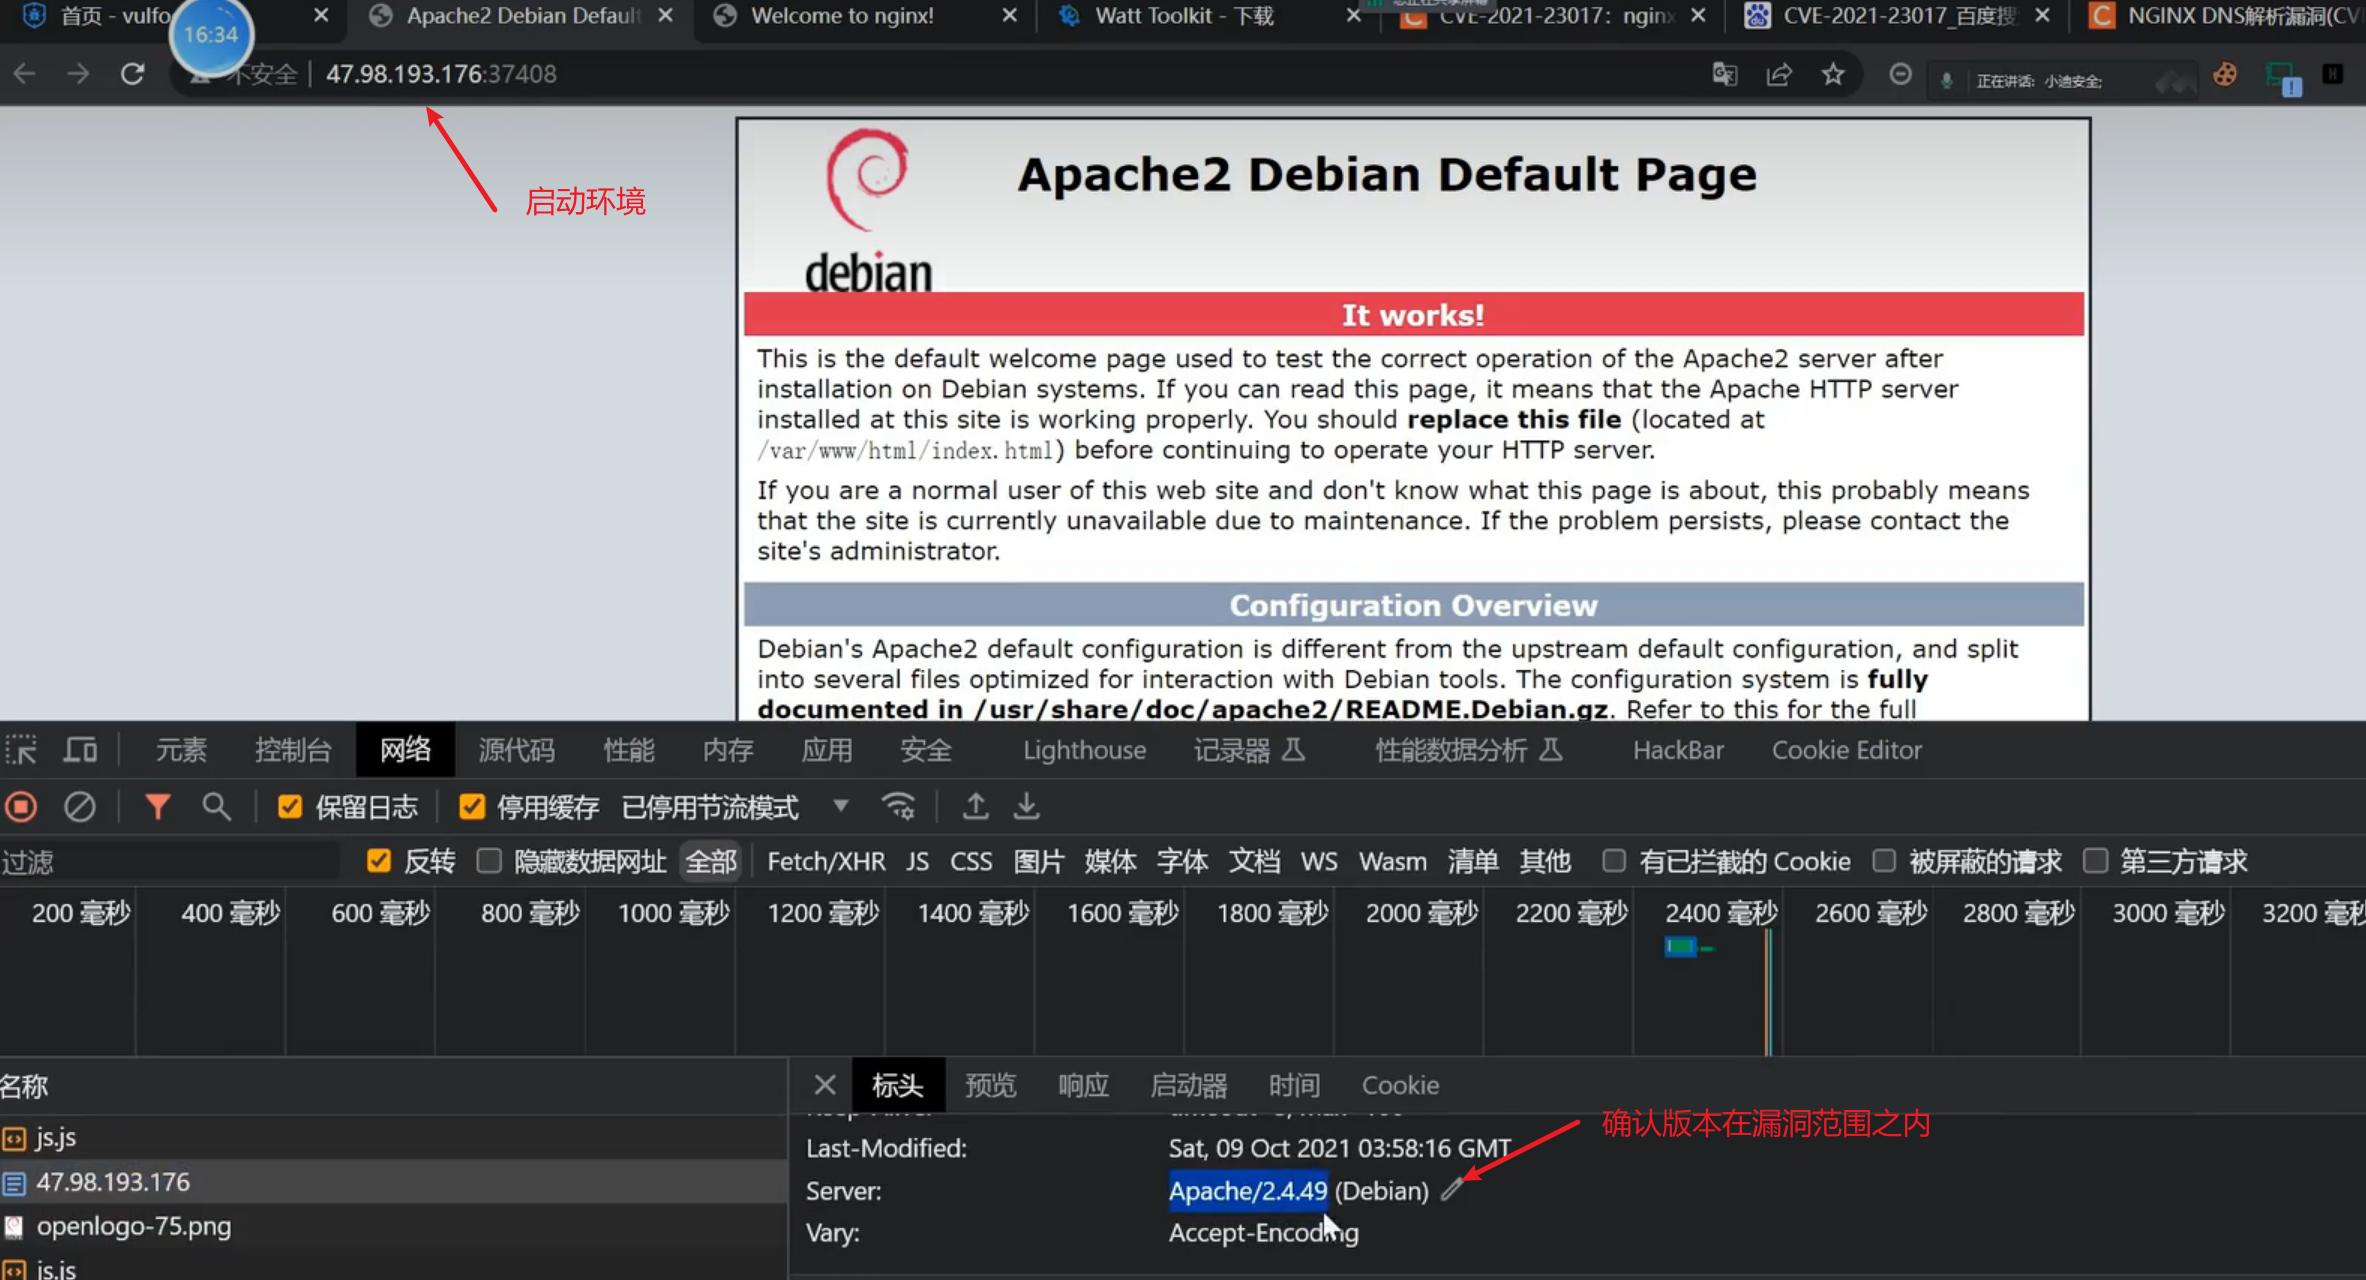 首页 - vulfo
Apache2 Debian Default
Welcome to nginx!
Watt Toolkit - 下载
CVE-2021-23017：nginx
CVE-2021-23017_百度搜
NGINX DNS解析漏洞(CV
16:34
不安全
47.98.193.176:37408
正在讲话: 小迪安全;
启动环境
debian
Apache2 Debian Default Page
It works!
This is the default welcome page used to test the correct operation of the Apache2 server after
installation on Debian systems. If you can read this page, it means that the Apache HTTP server
installed at this site is working properly. You should replace this file (located at
/var/www/html/index.html) before continuing to operate your HTTP server.
If you are a normal user of this web site and don't know what this page is about, this probably means
that the site is currently unavailable due to maintenance. If the problem persists, please contact the
site's administrator.
Configuration Overview
Debian's Apache2 default configuration is different from the upstream default configuration, and split
into several files optimized for interaction with Debian tools. The configuration system is fully
documented in /usr/share/doc/apache2/README.Debian.gz. Refer to this for the full
元素 控制台 网络 源代码 性能 内存 应用 安全 Lighthouse 记录器 性能数据分析 HackBar Cookie Editor
保留日志 停用缓存 已停用节流模式
过滤 反转 隐藏数据网址 全部 Fetch/XHR JS CSS 图片 媒体 字体 文档 WS Wasm 清单 其他 有已拦截的 Cookie 被屏蔽的请求 第三方请求
200 毫秒 400 毫秒 600 毫秒 800 毫秒 1000 毫秒 1200 毫秒 1400 毫秒 1600 毫秒 1800 毫秒 2000 毫秒 2200 毫秒 2400 毫秒 2600 毫秒 2800 毫秒 3000 毫秒 3200 毫秒
名称
js.js
47.98.193.176
openlogo-75.png
js.js
标头 预览 响应 启动器 时间 Cookie
Last-Modified: Sat, 09 Oct 2021 03:58:16 GMT
Server: Apache/2.4.49 (Debian)
Vary: Accept-Encoding
确认版本在漏洞范围之内